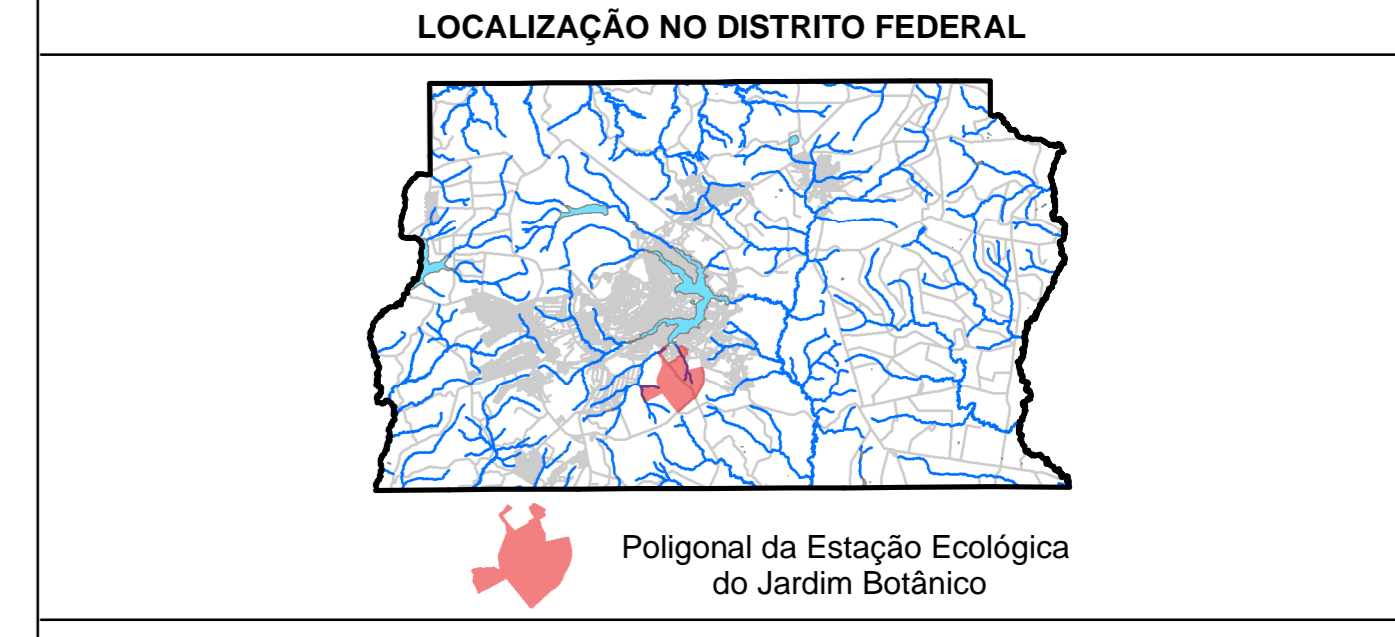 LOCALIZAÇÃO NO DISTRITO FEDERAL
Poligonal da Estação Ecológica
do Jardim Botânico